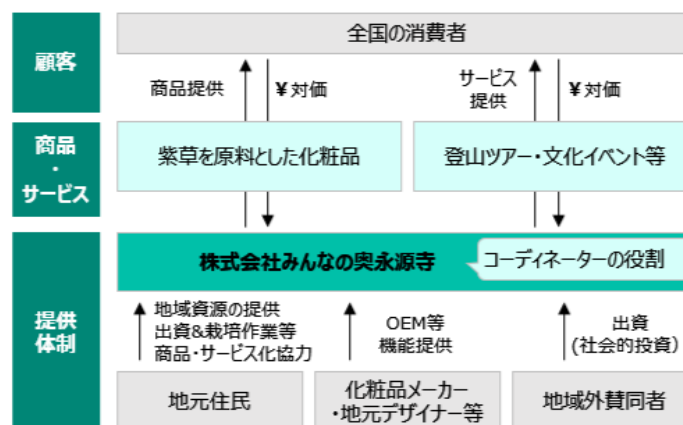 顧客
全国の消費者
商品提供
¥対価
サービス
提供
¥対価
商品
・
サービス
紫草を原料とした化粧品
登山ツアー・文化イベント等
提供
体制
株式会社みんなの奥永源寺
コーディネーターの役割
地域資源の提供
出資&栽培作業等
商品・サービス化協力
OEM等
機能提供
出資
(社会的投資)
地元住民
化粧品メーカー
・地元デザイナー等
地域外賛同者